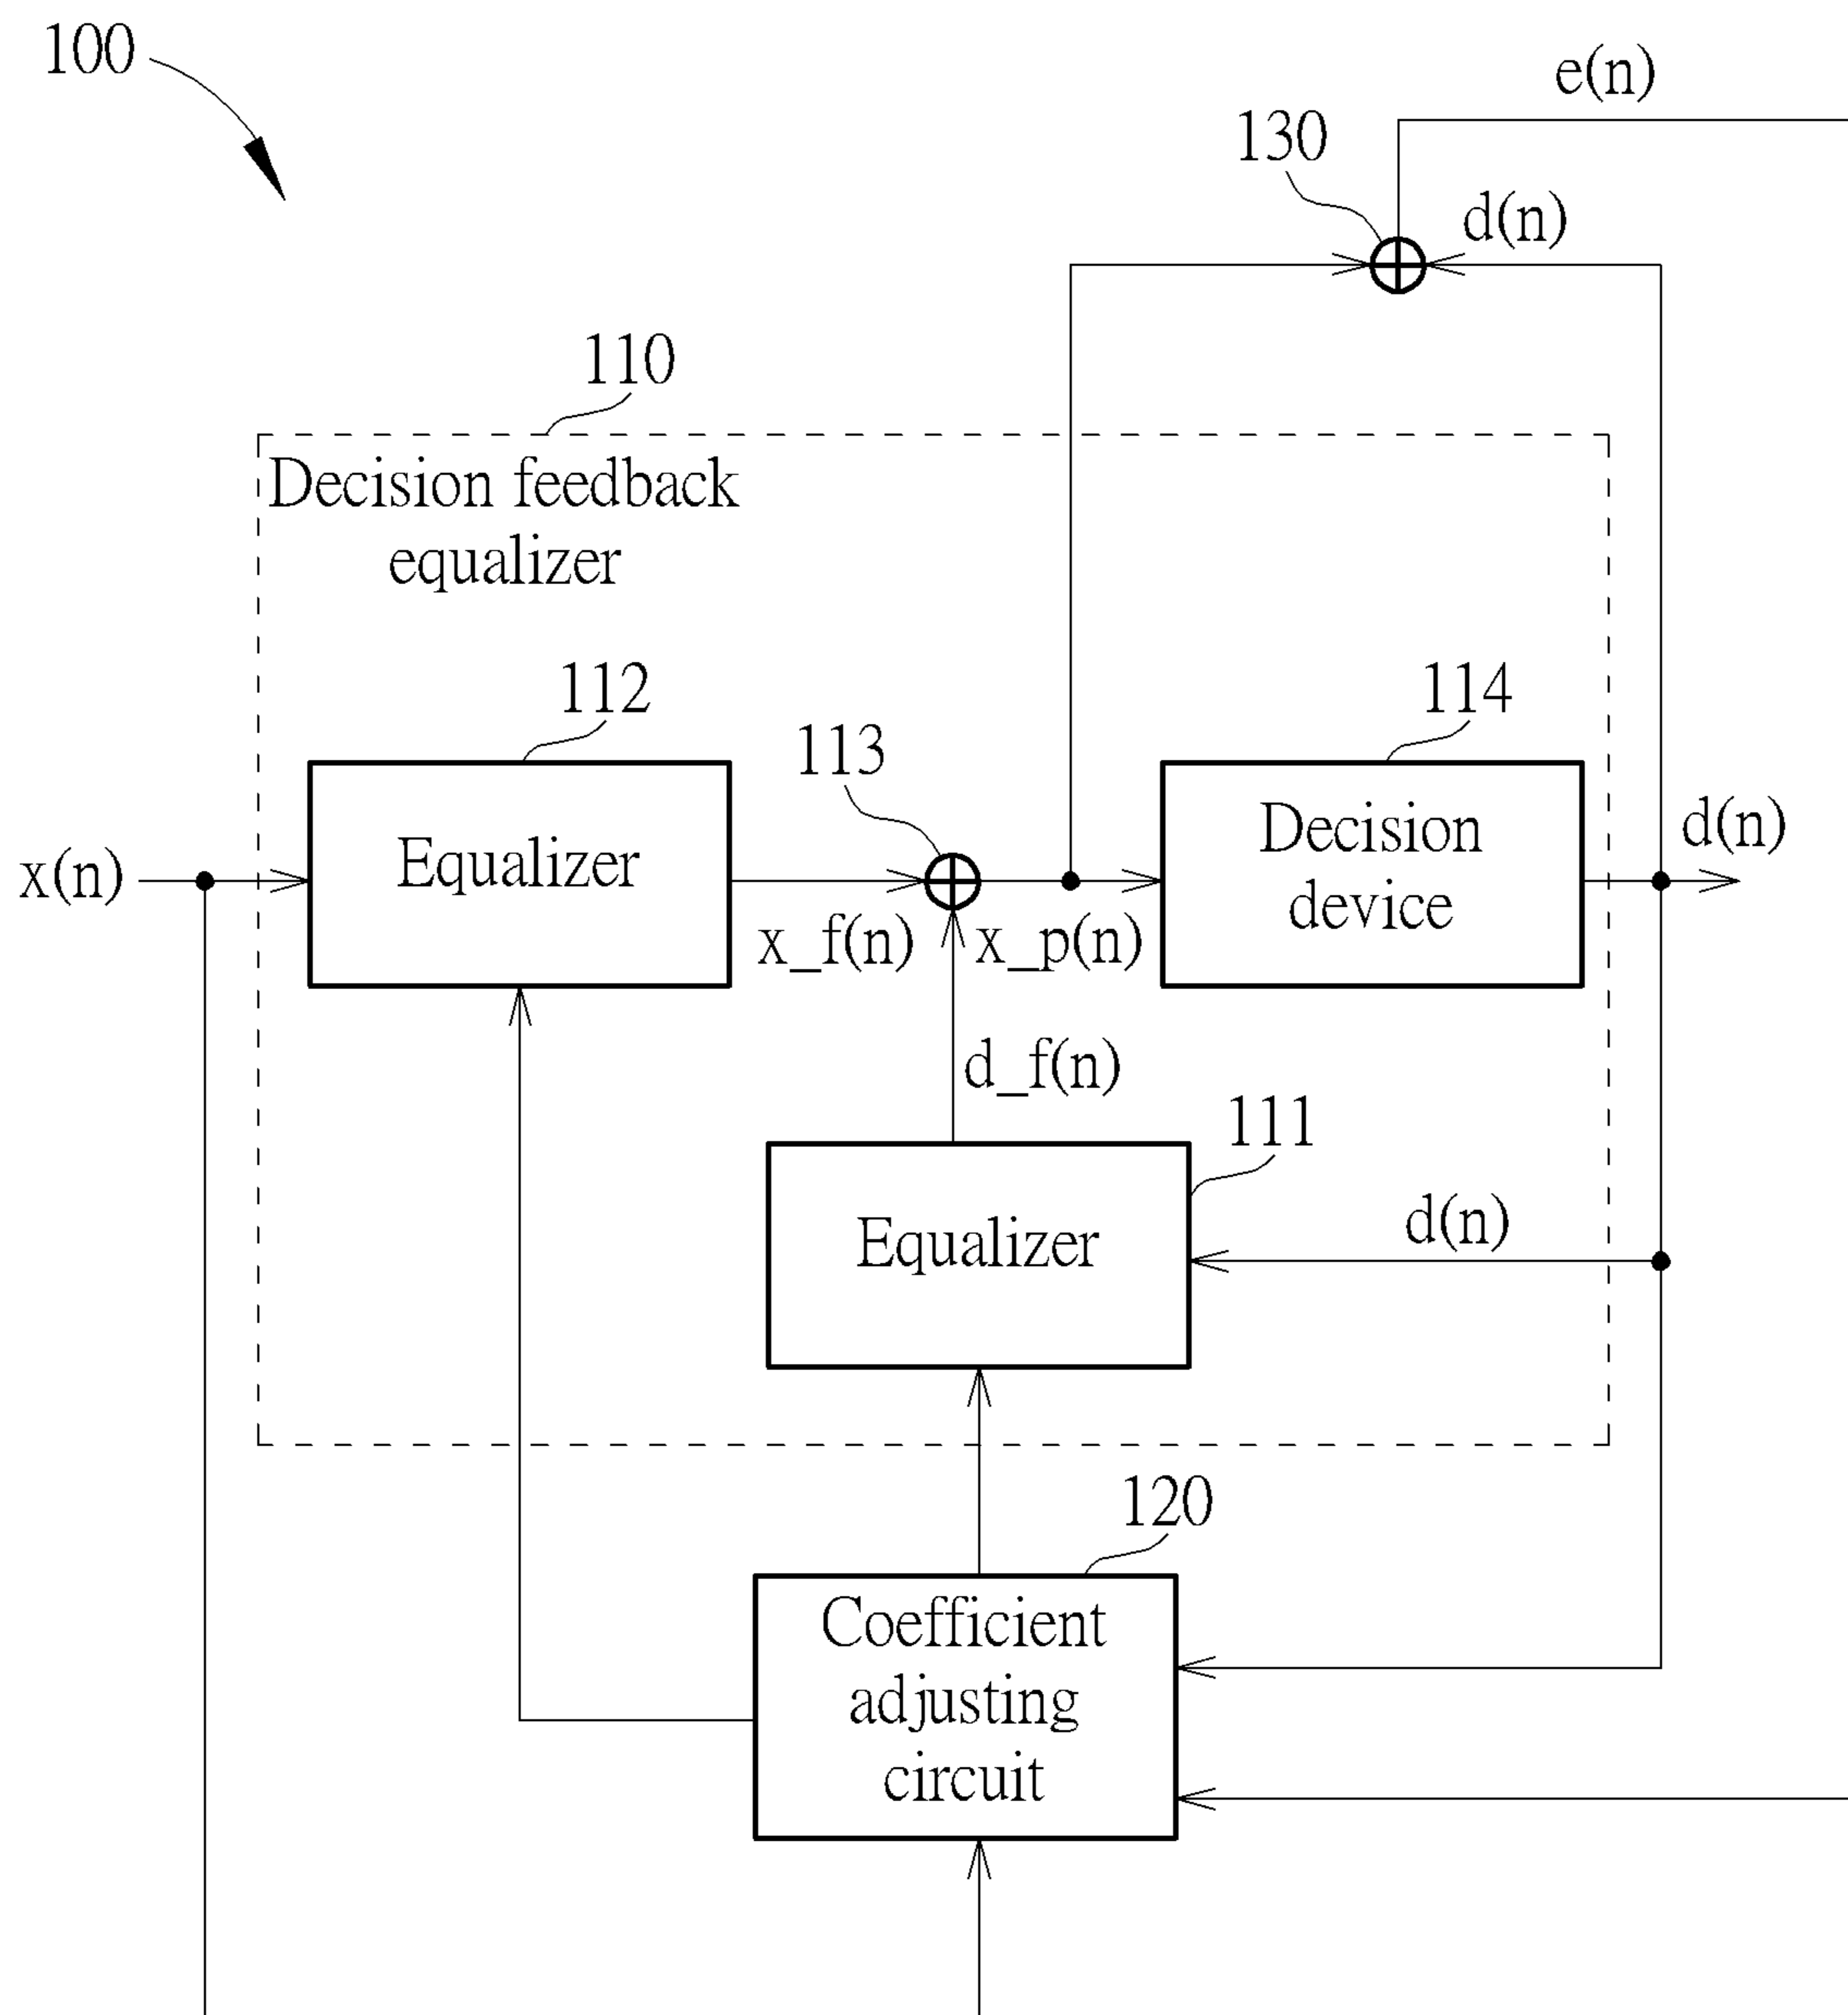 100
e(n)
130
d(n)
110
Decision feedback
equalizer
112
113
114
x(n)
Equalizer
Decision
device
d(n)
x_f(n)
x_p(n)
d_f(n)
111
Equalizer
d(n)
120
Coefficient
adjusting
circuit